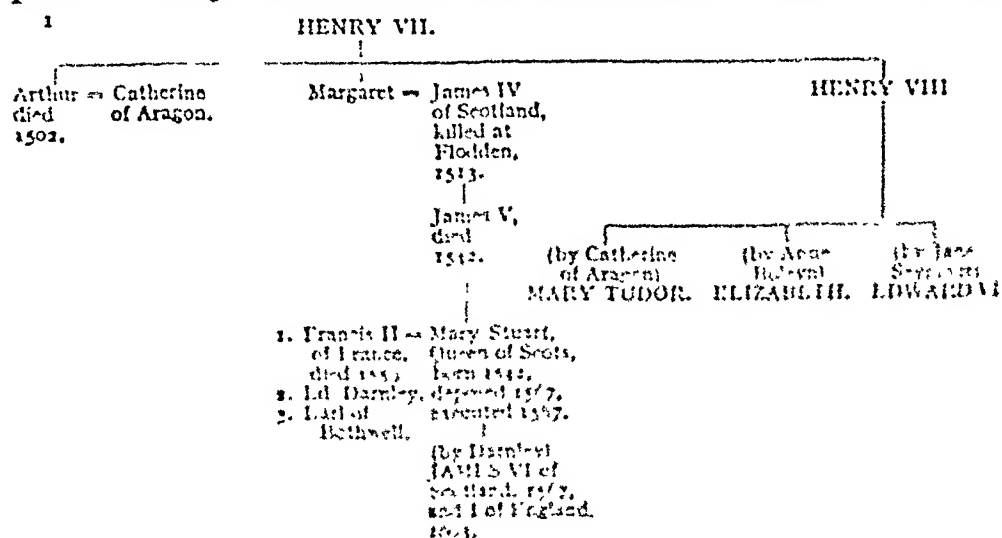 1
HENRY VII.
Arthur = Catherine
died of Aragon.
1502.
Margaret = James IV
of Scotland,
killed at
Flodden,
1513.
HENRY VIII
James V,
died
1542.
(by Catherine
of Aragon)
MARY TUDOR.
(by Anne
Boleyn)
ELIZABETH.
(by Jane
Seymour)
EDWARD VI
1. Francis II = Mary Stuart,
of France, Queen of Scots,
died born 1542,
2. Ld. Darnley, deposed 1567,
3. Earl of executed 1587.
Bothwell.
(by Darnley)
JAMES VI of
Scotland, 1567,
and I of England,